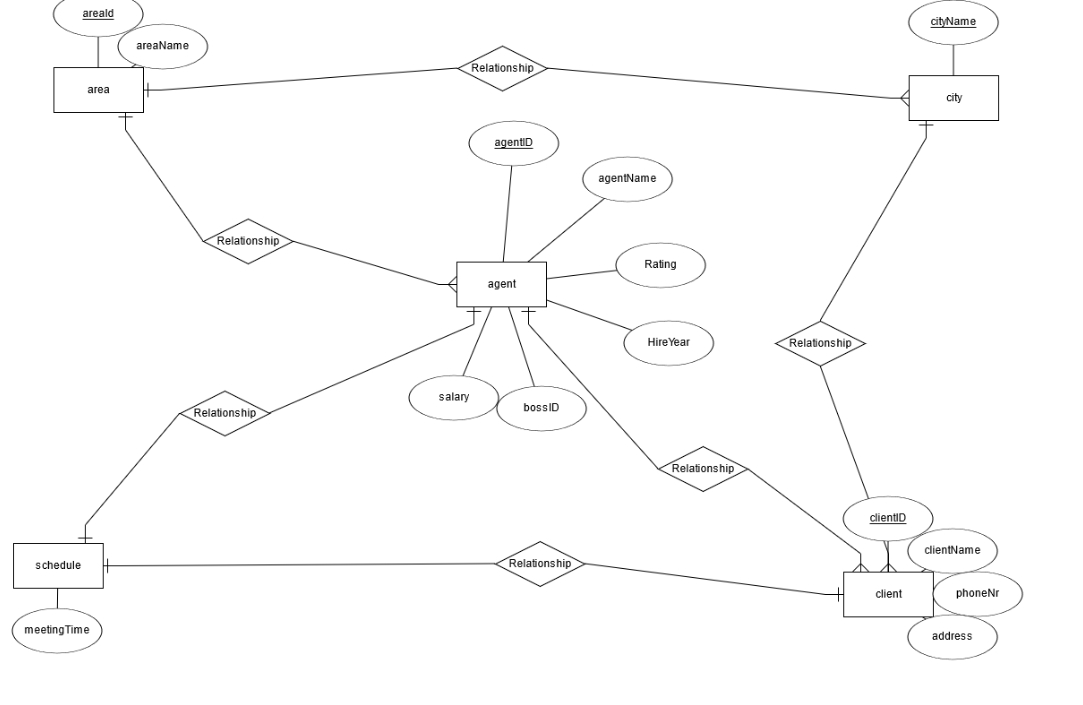 areaId
cityName
areaName
Relationship
area
city
agentID
agentName
Relationship
Rating
agent
HireYear
Relationship
salary
bossID
Relationship
Relationship
clientID
clientName
Relationship
schedule
client
phoneNr
meetingTime
address